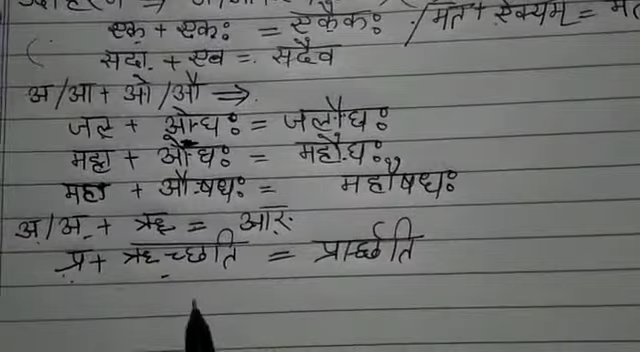 एक + एकः = एकैकः / मत + ऐक्यम् =
सदा + एव = सदैव
अ/आ + ओ/औ ⇒
जल + ओघः = जलौघः
महा + औघः = महौघः
महा + औषधः = महौषधः
अ/अ + ऋ = आर्
प्र + ऋच्छति = प्रार्च्छति